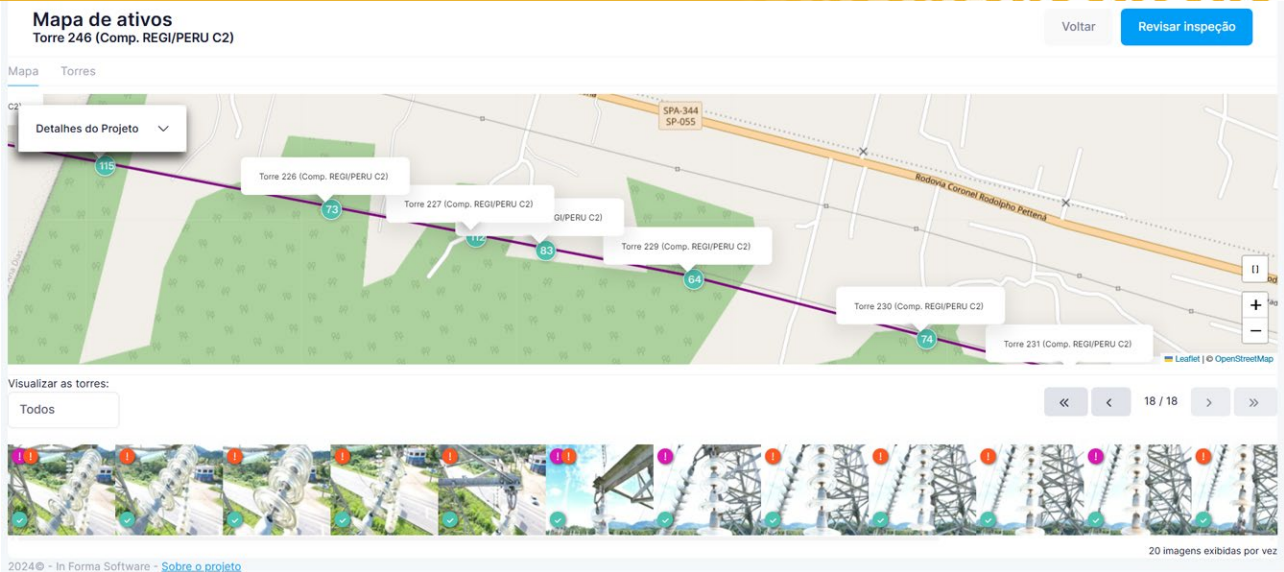 Mapa de ativos
Torre 246 (Comp. REGI/PERU C2)
Voltar
Revisar inspeção
Mapa
Torres
C2)
Detalhes do Projeto
SPA-344
SP-055
115
Torre 226 (Comp. REGI/PERU C2)
73
Torre 227 (Comp. REGI/PERU C2)
GI/PERU C2)
112
83
Torre 229 (Comp. REGI/PERU C2)
64
Rodovia Coronel Rodolpho Pettená
Torre 230 (Comp. REGI/PERU C2)
74
Torre 231 (Comp. REGI/PERU C2)
+
−
Leaflet | © OpenStreetMap
Visualizar as torres:
Todos
« ‹ 18 / 18 › »
20 imagens exibidas por vez
2024© - In Forma Software - Sobre o projeto